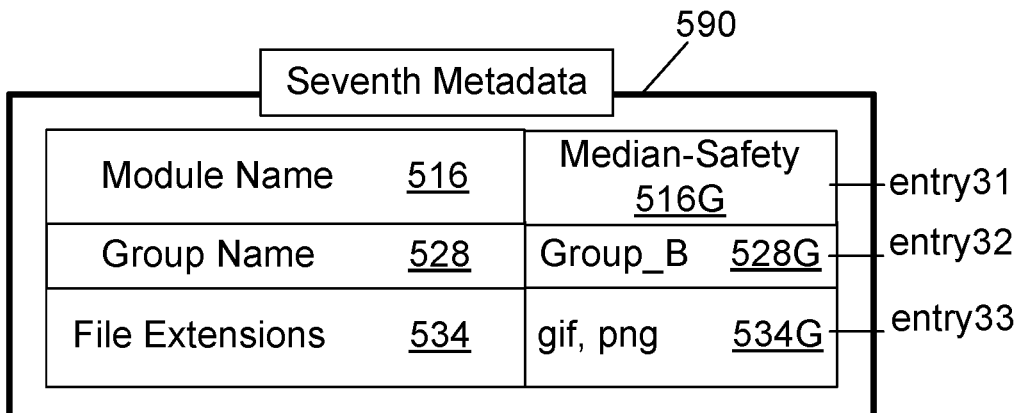 590
Seventh Metadata
Module Name 516 Median-Safety 516G entry31
Group Name 528 Group_B 528G entry32
File Extensions 534 gif, png 534G entry33